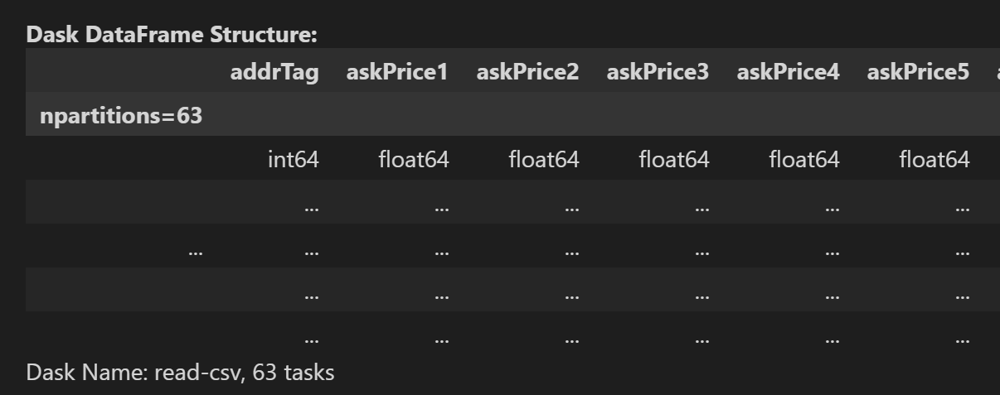 Dask DataFrame Structure:
addrTag askPrice1 askPrice2 askPrice3 askPrice4 askPrice5
npartitions=63
int64 float64 float64 float64 float64 float64
... ... ... ... ... ...
... ... ... ... ... ... ...
... ... ... ... ... ...
... ... ... ... ... ...
Dask Name: read-csv, 63 tasks